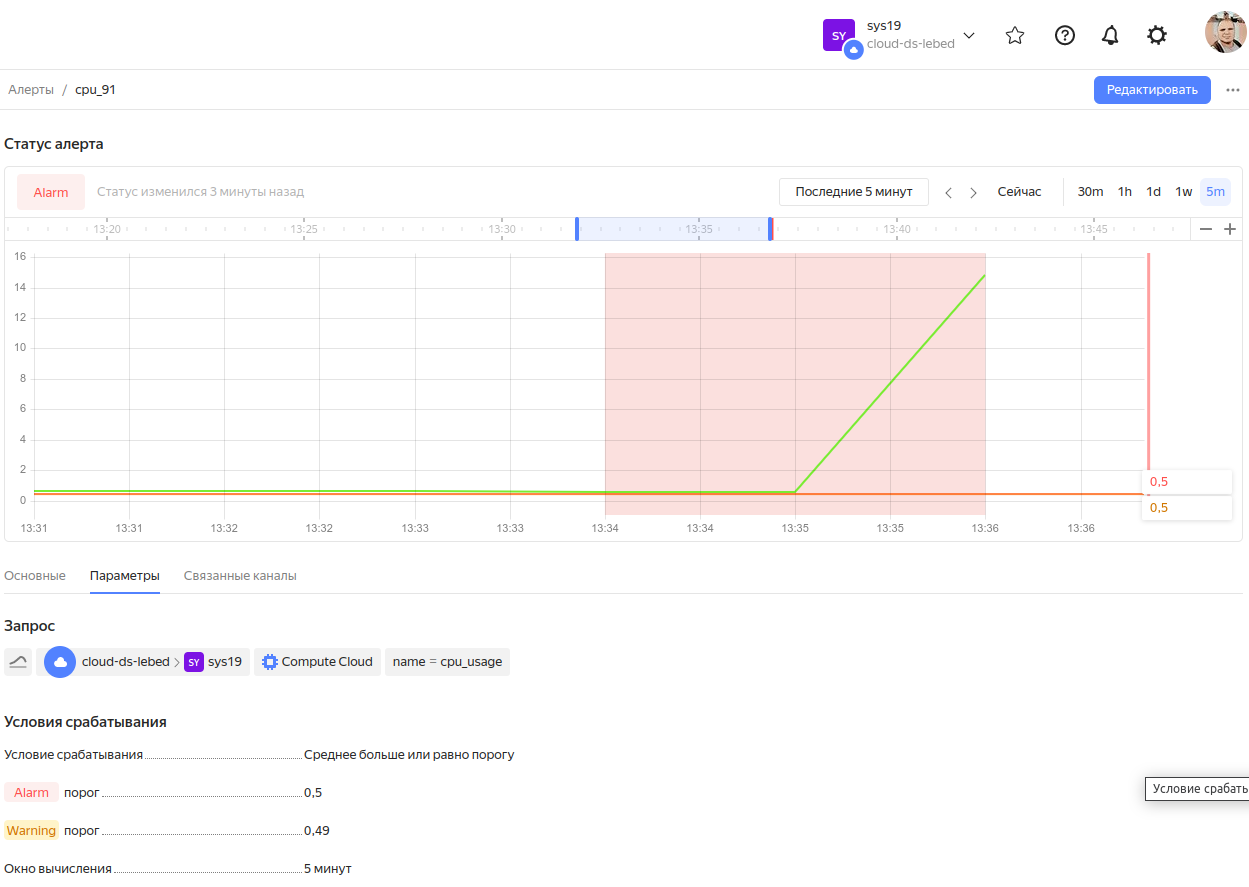 SY sys19
cloud-ds-lebed
Алерты / cpu_91 Редактировать
Статус алерта
Alarm Статус изменился 3 минуты назад Последние 5 минут Сейчас 30m 1h 1d 1w 5m
13:20 13:25 13:30 13:35 13:40 13:45
16
14
12
10
8
6
4
2
0
0,5
0,5
13:31 13:31 13:32 13:32 13:33 13:33 13:34 13:34 13:35 13:35 13:36 13:36
Основные Параметры Связанные каналы
Запрос
cloud-ds-lebed > SY sys19 Compute Cloud name = cpu_usage
Условия срабатывания
Условие срабатывания Среднее больше или равно порогу
Alarm порог 0,5
Условие срабать
Warning порог 0,49
Окно вычисления 5 минут